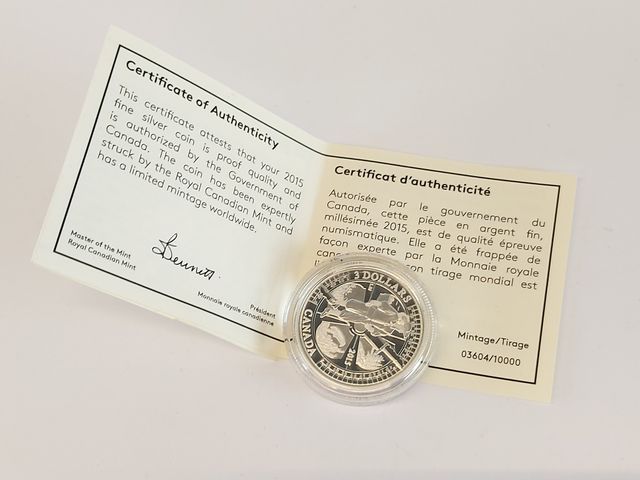 Certificate of Authenticity
This certificate attests that your 2015
fine silver coin is proof quality and
is authorized by the Government of
Canada. The coin has been expertly
struck by the Royal Canadian Mint and
has a limited mintage worldwide.
Master of the Mint
Royal Canadian Mint
Bennett
Président
Monnaie royale canadienne
Certificat d'authenticité
Autorisée par le gouvernement du
Canada, cette pièce en argent fin,
millésimée 2015, est de qualité épreuve
numismatique. Elle a été frappée de
façon experte par la Monnaie royale
tirage mondial est
Mintage/Tirage
03604/10000
3 DOLLARS
CANADA
2015